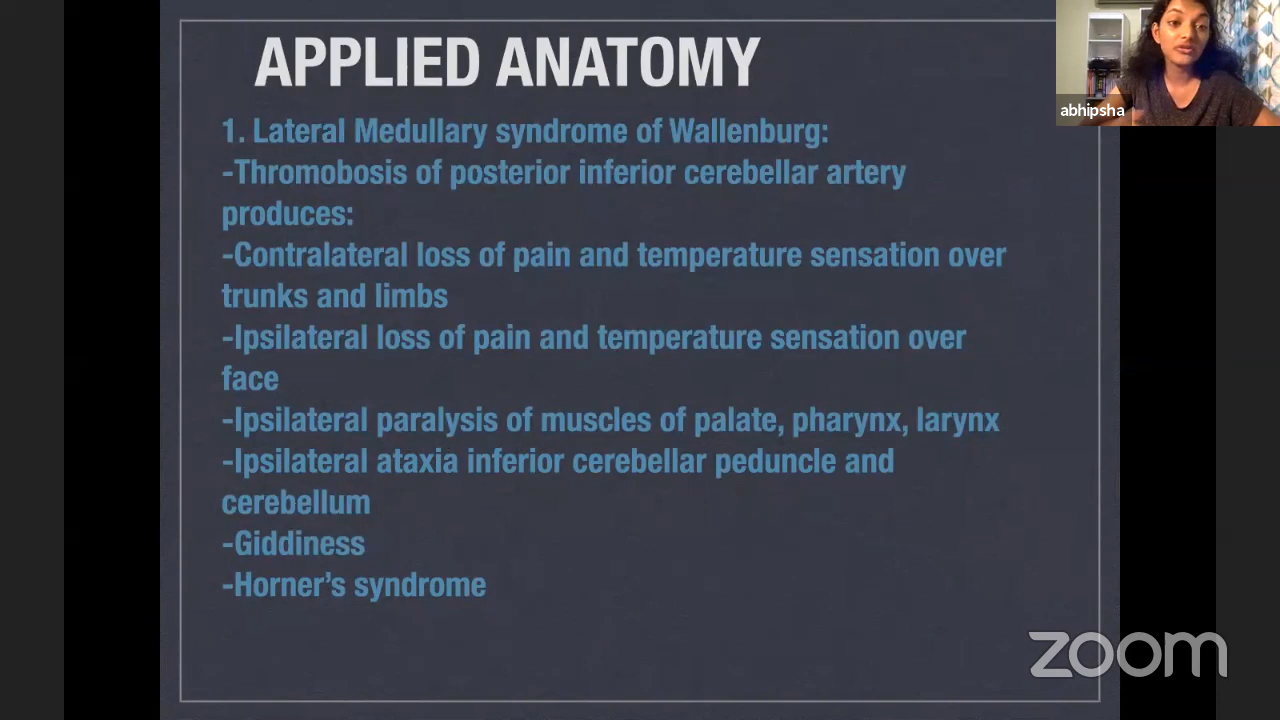 APPLIED ANATOMY
abhipsha
1. Lateral Medullary syndrome of Wallenburg:
-Thromobosis of posterior inferior cerebellar artery
produces:
-Contralateral loss of pain and temperature sensation over
trunks and limbs
-Ipsilateral loss of pain and temperature sensation over
face
-Ipsilateral paralysis of muscles of palate, pharynx, larynx
-Ipsilateral ataxia inferior cerebellar peduncle and
cerebellum
-Giddiness
-Horner’s syndrome
zoom